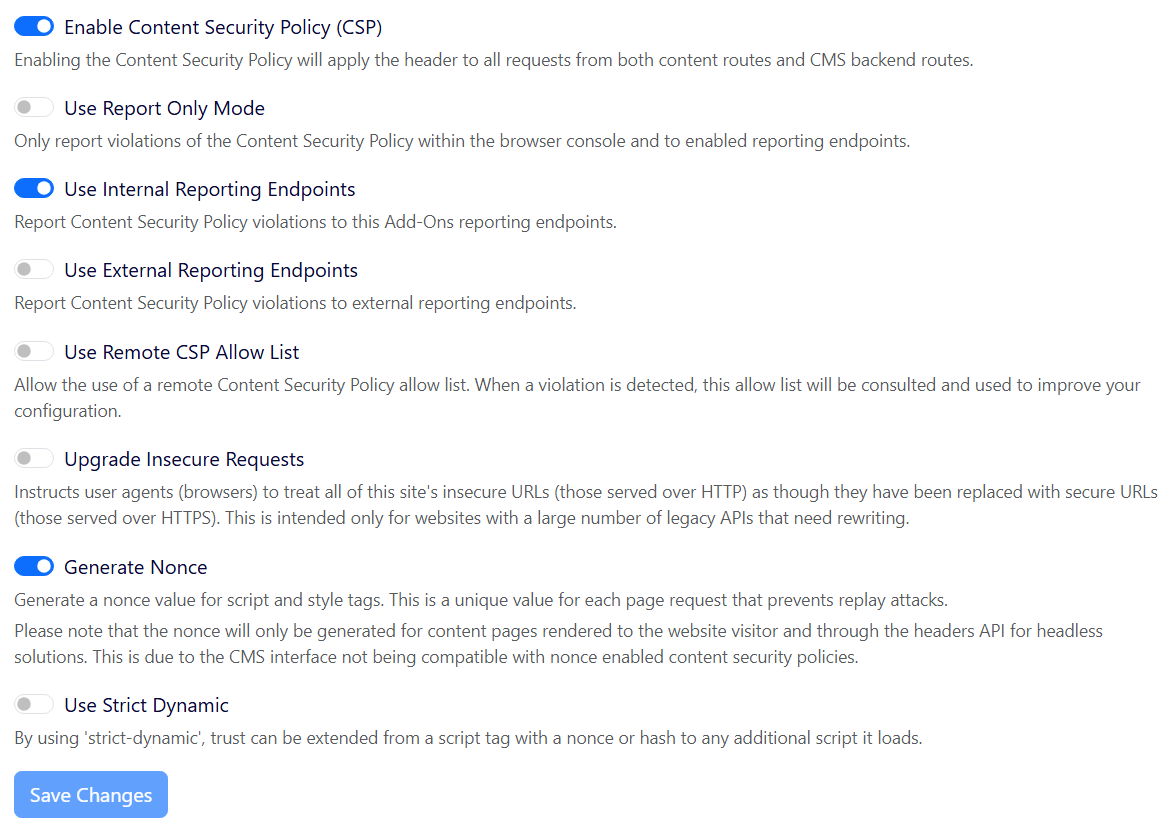 Enable Content Security Policy (CSP)
Enabling the Content Security Policy will apply the header to all requests from both content routes and CMS backend routes.
Use Report Only Mode
Only report violations of the Content Security Policy within the browser console and to enabled reporting endpoints.
Use Internal Reporting Endpoints
Report Content Security Policy violations to this Add-Ons reporting endpoints.
Use External Reporting Endpoints
Report Content Security Policy violations to external reporting endpoints.
Use Remote CSP Allow List
Allow the use of a remote Content Security Policy allow list. When a violation is detected, this allow list will be consulted and used to improve your
configuration.
Upgrade Insecure Requests
Instructs user agents (browsers) to treat all of this site's insecure URLs (those served over HTTP) as though they have been replaced with secure URLs
(those served over HTTPS). This is intended only for websites with a large number of legacy APIs that need rewriting.
Generate Nonce
Generate a nonce value for script and style tags. This is a unique value for each page request that prevents replay attacks.
Please note that the nonce will only be generated for content pages rendered to the website visitor and through the headers API for headless
solutions. This is due to the CMS interface not being compatible with nonce enabled content security policies.
Use Strict Dynamic
By using 'strict-dynamic', trust can be extended from a script tag with a nonce or hash to any additional script it loads.
Save Changes